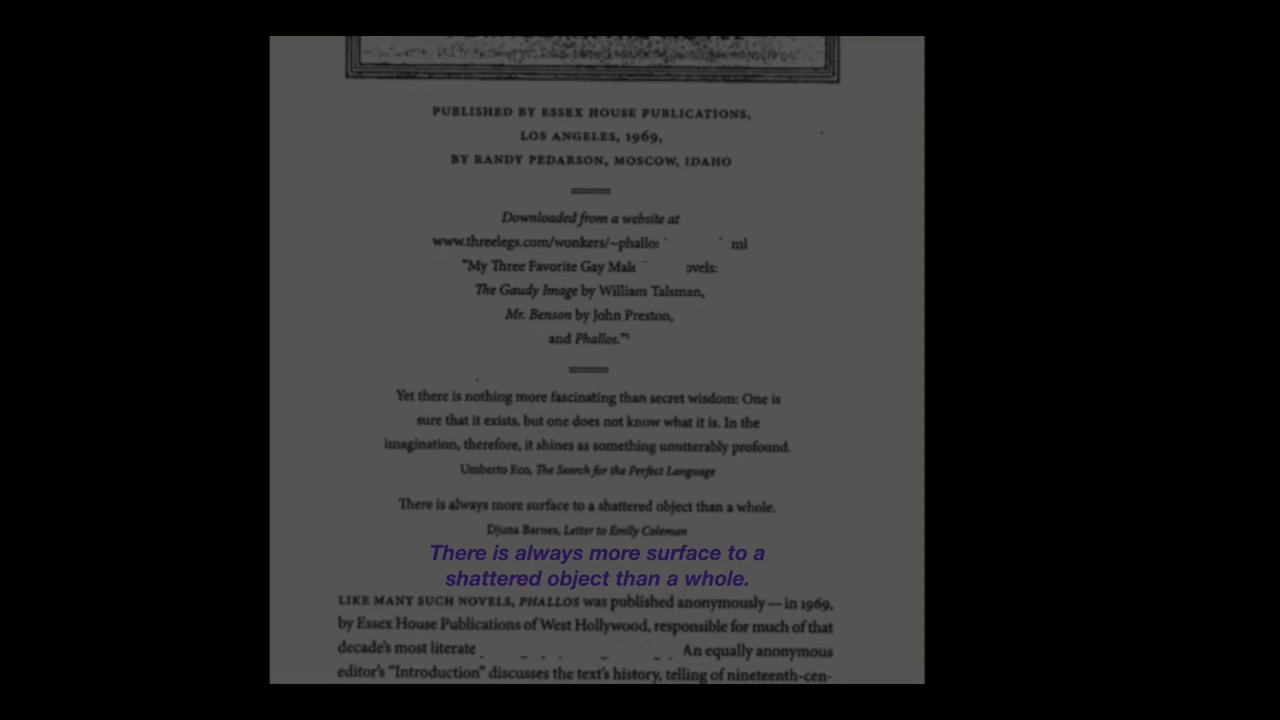 PUBLISHED BY ESSEX HOUSE PUBLICATIONS,
LOS ANGELES, 1969,
BY RANDY PEDARSON, MOSCOW, IDAHO
Downloaded from a website at
www.threelegs.com/wonkers/~phallos ml
"My Three Favorite Gay Male ovels:
The Gaudy Image by William Talsman,
Mr. Benson by John Preston,
and Phallos."¹
Yet there is nothing more fascinating than secret wisdom: One is
sure that it exists, but one does not know what it is. In the
imagination, therefore, it shines as something unutterably profound.
Umberto Eco, The Search for the Perfect Language
There is always more surface to a shattered object than a whole.
Djuna Barnes, Letter to Emily Coleman
There is always more surface to a
shattered object than a whole.
LIKE MANY SUCH NOVELS, PHALLOS was published anonymously—in 1969,
by Essex House Publications of West Hollywood, responsible for much of that
decade's most literate An equally anonymous
editor's "Introduction" discusses the text's history, telling of nineteenth-cen-